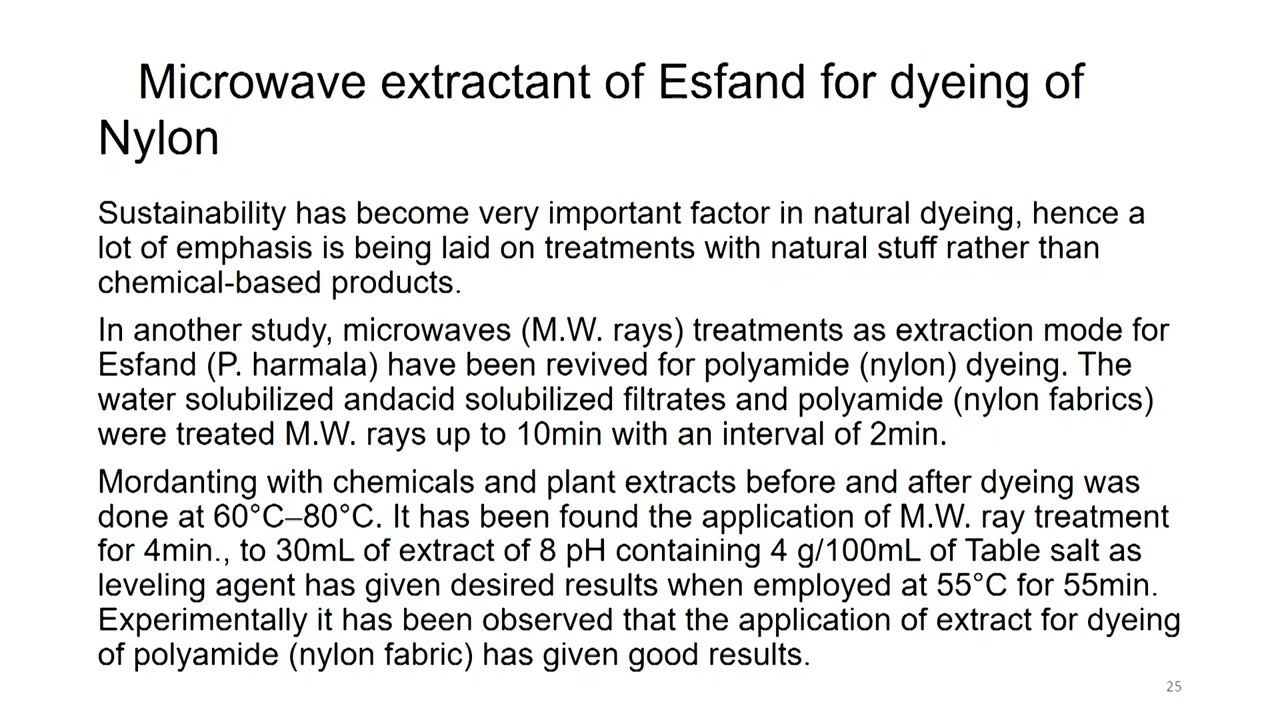 Microwave extractant of Esfand for dyeing of
Nylon
Sustainability has become very important factor in natural dyeing, hence a
lot of emphasis is being laid on treatments with natural stuff rather than
chemical-based products.
In another study, microwaves (M.W. rays) treatments as extraction mode for
Esfand (P. harmala) have been revived for polyamide (nylon) dyeing. The
water solubilized andacid solubilized filtrates and polyamide (nylon fabrics)
were treated M.W. rays up to 10min with an interval of 2min.
Mordanting with chemicals and plant extracts before and after dyeing was
done at 60°C–80°C. It has been found the application of M.W. ray treatment
for 4min., to 30mL of extract of 8 pH containing 4 g/100mL of Table salt as
leveling agent has given desired results when employed at 55°C for 55min.
Experimentally it has been observed that the application of extract for dyeing
of polyamide (nylon fabric) has given good results.
25